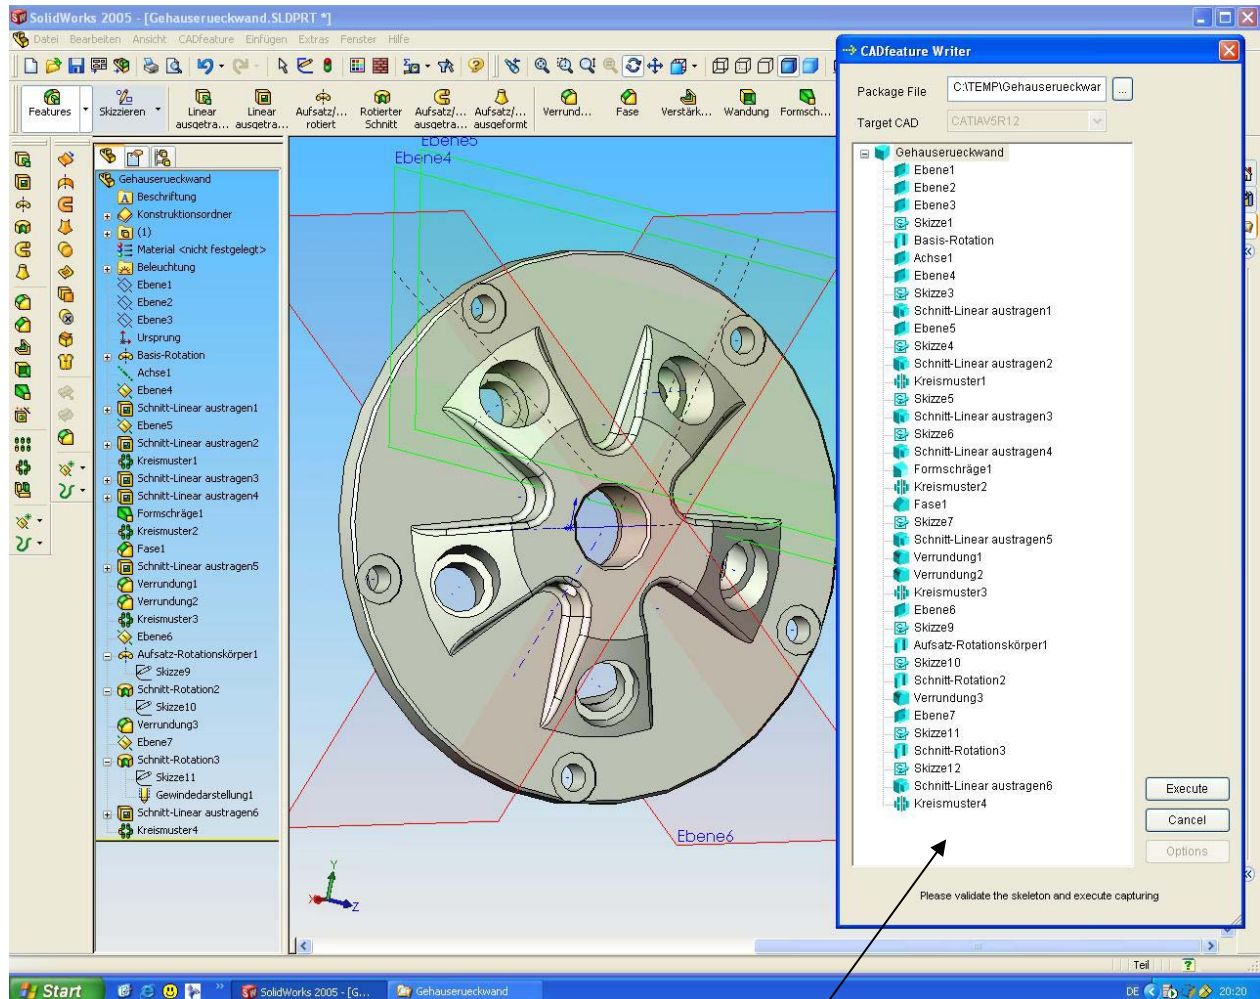 SolidWorks 2005 - [Gehauserueckwand.SLDPRT *]
Datei Bearbeiten Ansicht CADfeature Einfügen Extras Fenster Hilfe
Features
Skizzieren
Linear ausgetra...
Linear ausgetra...
Aufsatz/... rotiert
Rotierter Schnitt
Aufsatz/... ausgetra...
Aufsatz/... ausgeformt
Verrund...
Fase
Verstärk...
Wandung
Formsch...
Gehauserueckwand
Beschriftung
Konstruktionsordner
(1)
Material <nicht festgelegt>
Beleuchtung
Ebene1
Ebene2
Ebene3
Ursprung
Basis-Rotation
Achse1
Ebene4
Schnitt-Linear austragen1
Ebene5
Schnitt-Linear austragen2
Kreismuster1
Schnitt-Linear austragen3
Schnitt-Linear austragen4
Formschräge1
Kreismuster2
Fase1
Schnitt-Linear austragen5
Verrundung1
Verrundung2
Kreismuster3
Ebene6
Aufsatz-Rotationskörper1
Skizze9
Schnitt-Rotation2
Skizze10
Verrundung3
Ebene7
Schnitt-Rotation3
Skizze11
Gewindedarstellung1
Schnitt-Linear austragen6
Kreismuster4
Ebene5
Ebene4
Ebene6
Y
X
Z
CADfeature Writer
Package File
C:\TEMP\Gehauserueckwar
...
Target CAD
CATIAV5R12
Gehauserueckwand
Ebene1
Ebene2
Ebene3
Skizze1
Basis-Rotation
Achse1
Ebene4
Skizze3
Schnitt-Linear austragen1
Ebene5
Skizze4
Schnitt-Linear austragen2
Kreismuster1
Skizze5
Schnitt-Linear austragen3
Skizze6
Schnitt-Linear austragen4
Formschräge1
Kreismuster2
Fase1
Skizze7
Schnitt-Linear austragen5
Verrundung1
Verrundung2
Kreismuster3
Ebene6
Skizze9
Aufsatz-Rotationskörper1
Skizze10
Schnitt-Rotation2
Verrundung3
Ebene7
Skizze11
Schnitt-Rotation3
Skizze12
Schnitt-Linear austragen6
Kreismuster4
Execute
Cancel
Options
Please validate the skeleton and execute capturing
Teil
Start
SolidWorks 2005 - [G...
Gehauserueckwand
DE
20:20